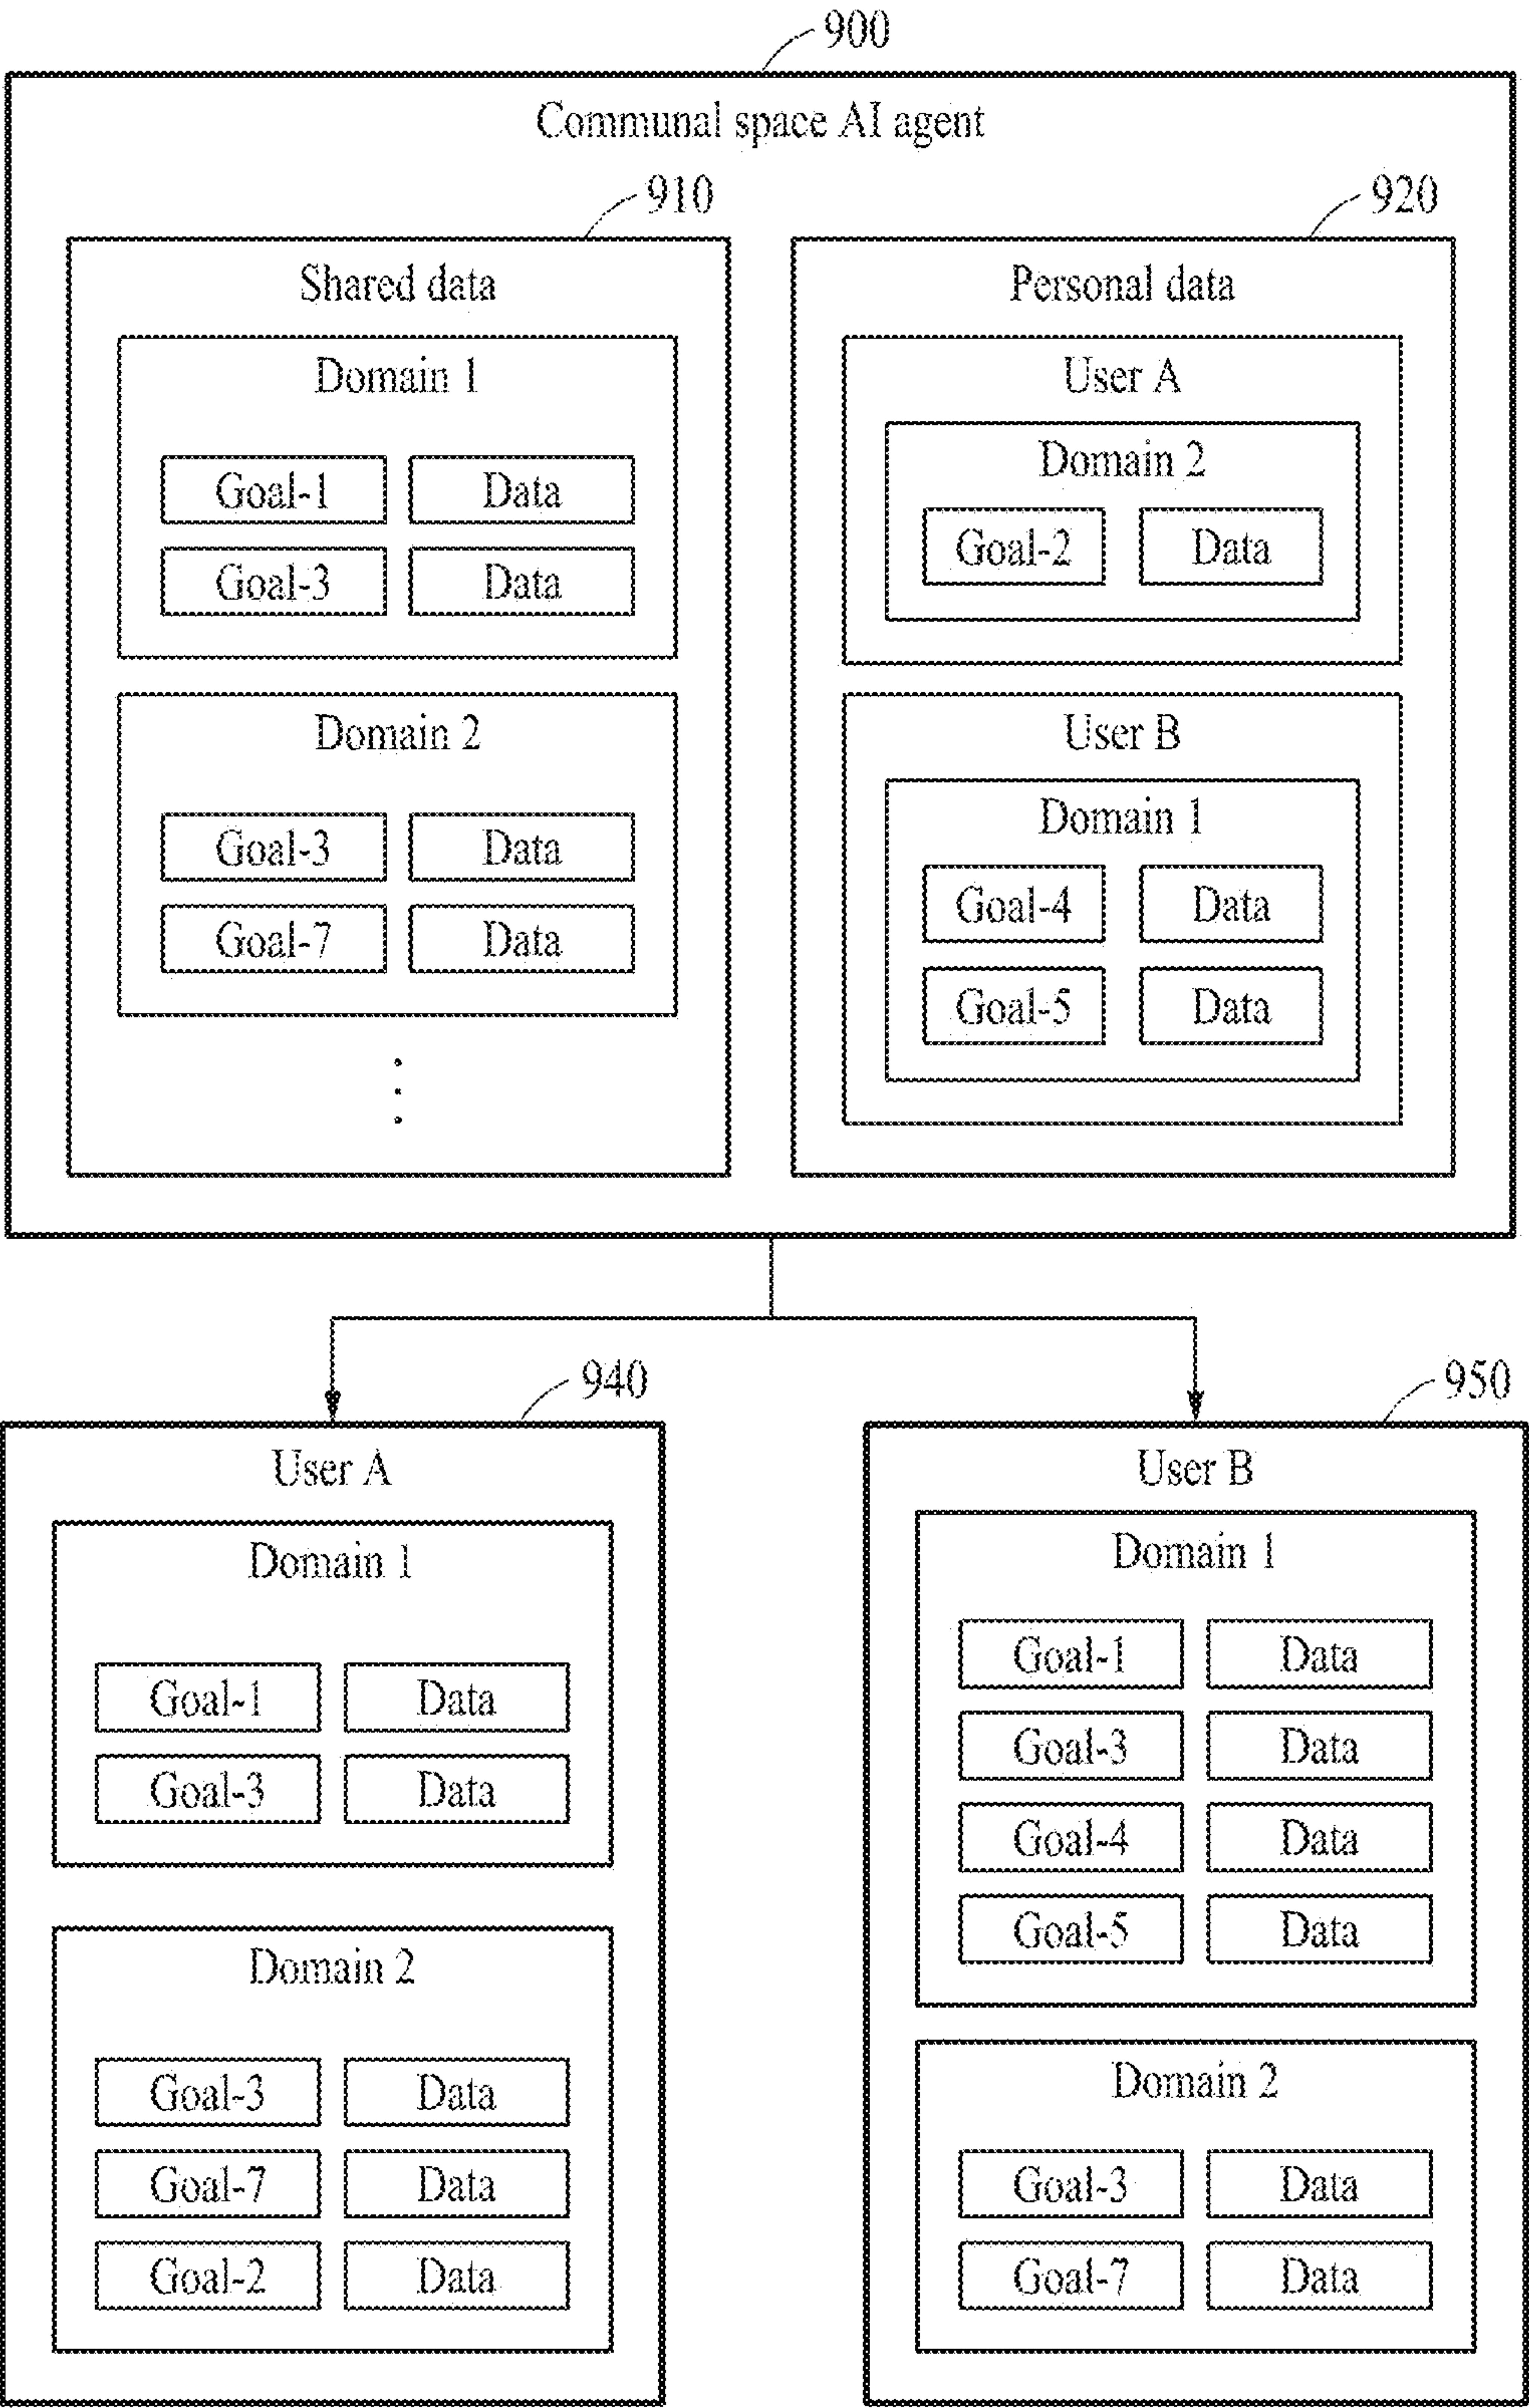 900
Communal space AI agent
910
Shared data
Domain 1
Goal-1 Data
Goal-3 Data
Domain 2
Goal-3 Data
Goal-7 Data
920
Personal data
User A
Domain 2
Goal-2 Data
User B
Domain 1
Goal-4 Data
Goal-5 Data
940
User A
Domain 1
Goal-1 Data
Goal-3 Data
Domain 2
Goal-3 Data
Goal-7 Data
Goal-2 Data
950
User B
Domain 1
Goal-1 Data
Goal-3 Data
Goal-4 Data
Goal-5 Data
Domain 2
Goal-3 Data
Goal-7 Data